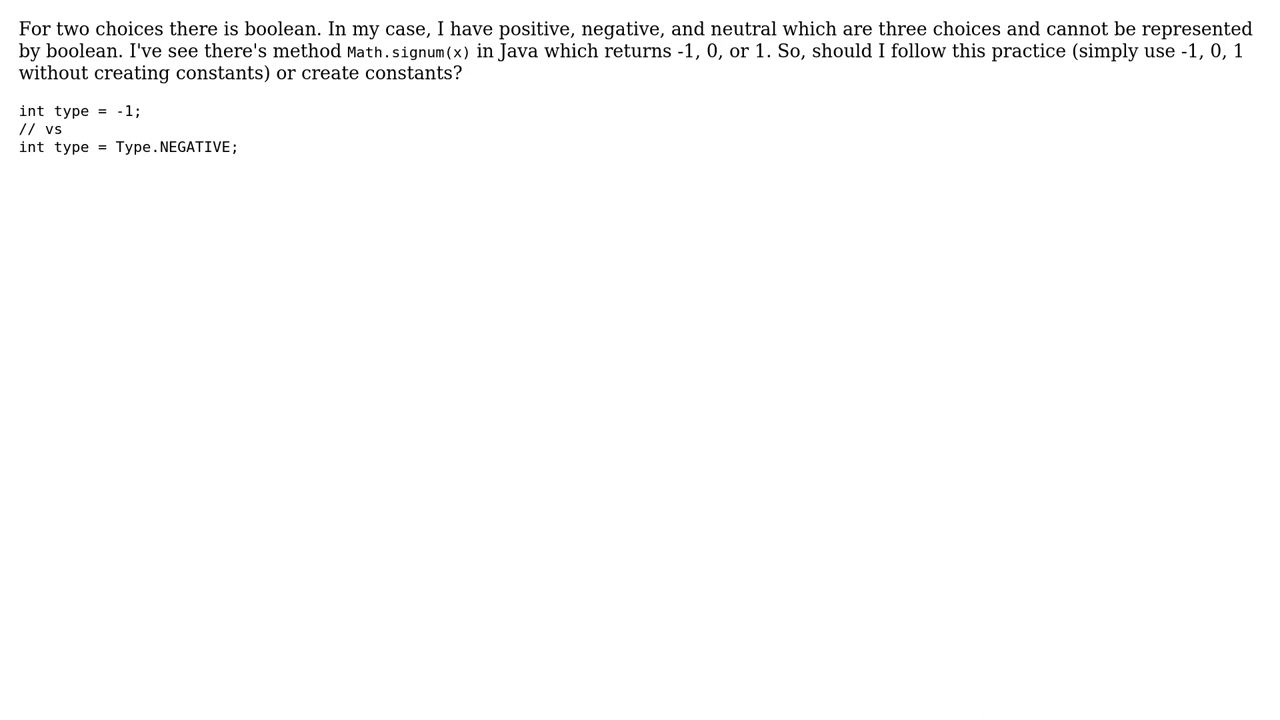 For two choices there is boolean. In my case, I have positive, negative, and neutral which are three choices and cannot be represented
by boolean. I've see there's method Math.signum(x) in Java which returns -1, 0, or 1. So, should I follow this practice (simply use -1, 0, 1
without creating constants) or create constants?
int type = -1;
// vs
int type = Type.NEGATIVE;